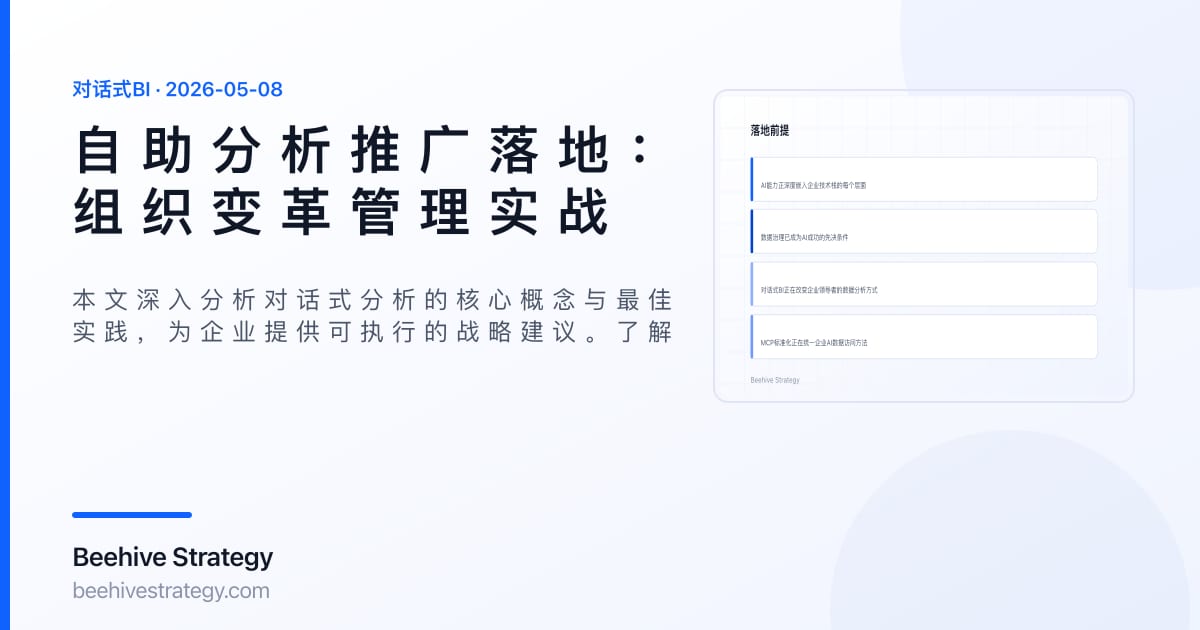 对话式BI · 2026-05-08
自助分析推广落地：
组织变革管理实战
本文深入分析对话式分析的核心概念与最佳
实践，为企业提供可执行的战略建议。了解
落地前提
AI能力正深度嵌入企业技术栈的每个层面
数据治理已成为AI成功的先决条件
对话式BI正在改变企业领导者的数据分析方式
MCP标准化正在统一企业AI数据访问方法
Beehive Strategy
Beehive Strategy
beehivestrategy.com